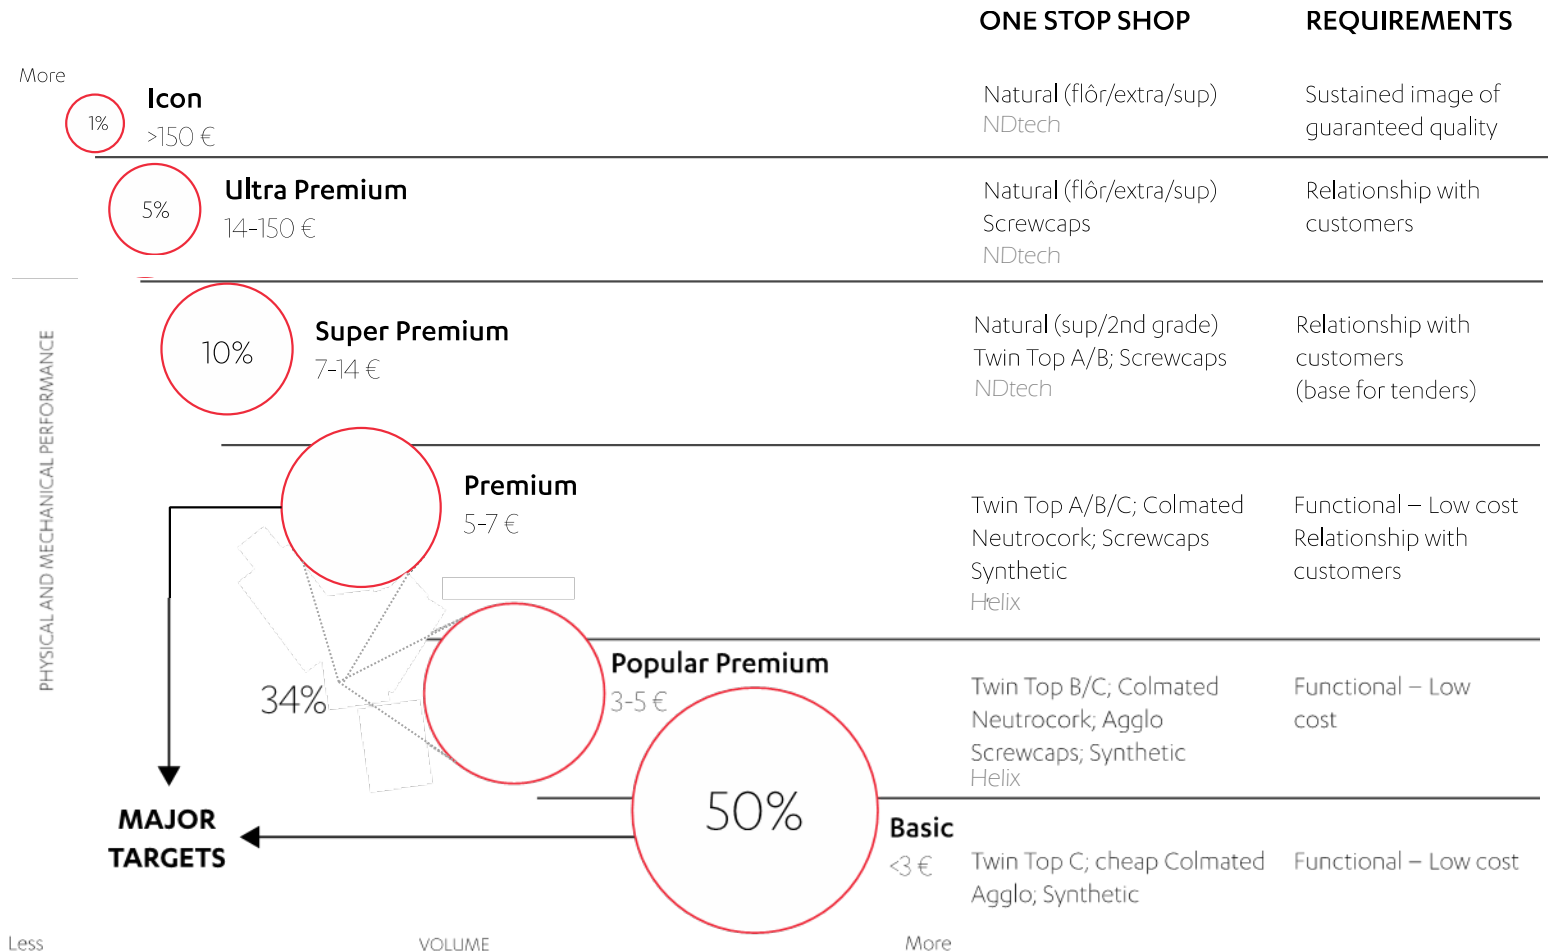 ONE STOP SHOP
REQUIREMENTS
More
1%
Icon
>150 €
Natural (flôr/extra/sup)
NDtech
Sustained image of
guaranteed quality
5%
Ultra Premium
14-150 €
Natural (flôr/extra/sup)
Screwcaps
NDtech
Relationship with
customers
PHYSICAL AND MECHANICAL PERFORMANCE
10%
Super Premium
7-14 €
Natural (sup/2nd grade)
Twin Top A/B; Screwcaps
NDtech
Relationship with
customers
(base for tenders)
Premium
5-7 €
Twin Top A/B/C; Colmated
Neutrocork; Screwcaps
Synthetic
Helix
Functional – Low cost
Relationship with
customers
34%
Popular Premium
3-5 €
Twin Top B/C; Colmated
Neutrocork; Agglo
Screwcaps; Synthetic
Helix
Functional – Low
cost
MAJOR
TARGETS
50%
Basic
<3 €
Twin Top C; cheap Colmated
Agglo; Synthetic
Functional – Low cost
Less
VOLUME
More